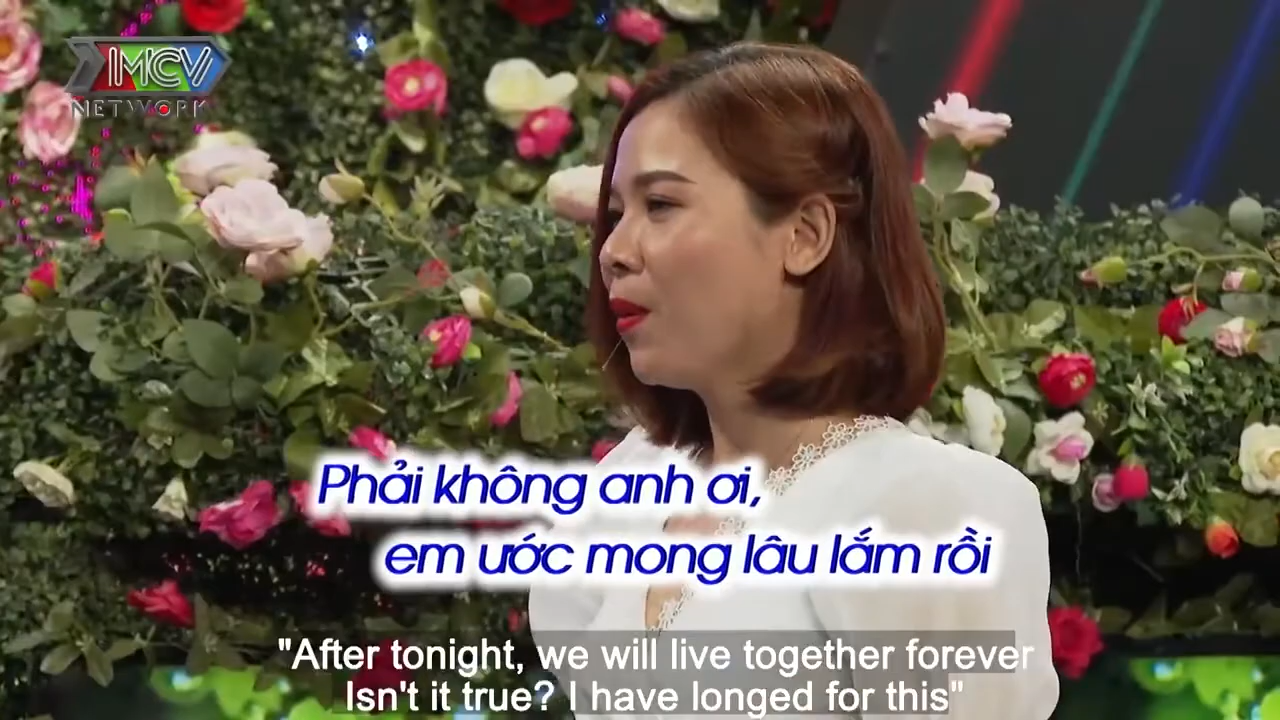 MCV
NETWORK
Phải không anh ơi,
em ước mong lâu lắm rồi
"After tonight, we will live together forever
Isn't it true? I have longed for this"